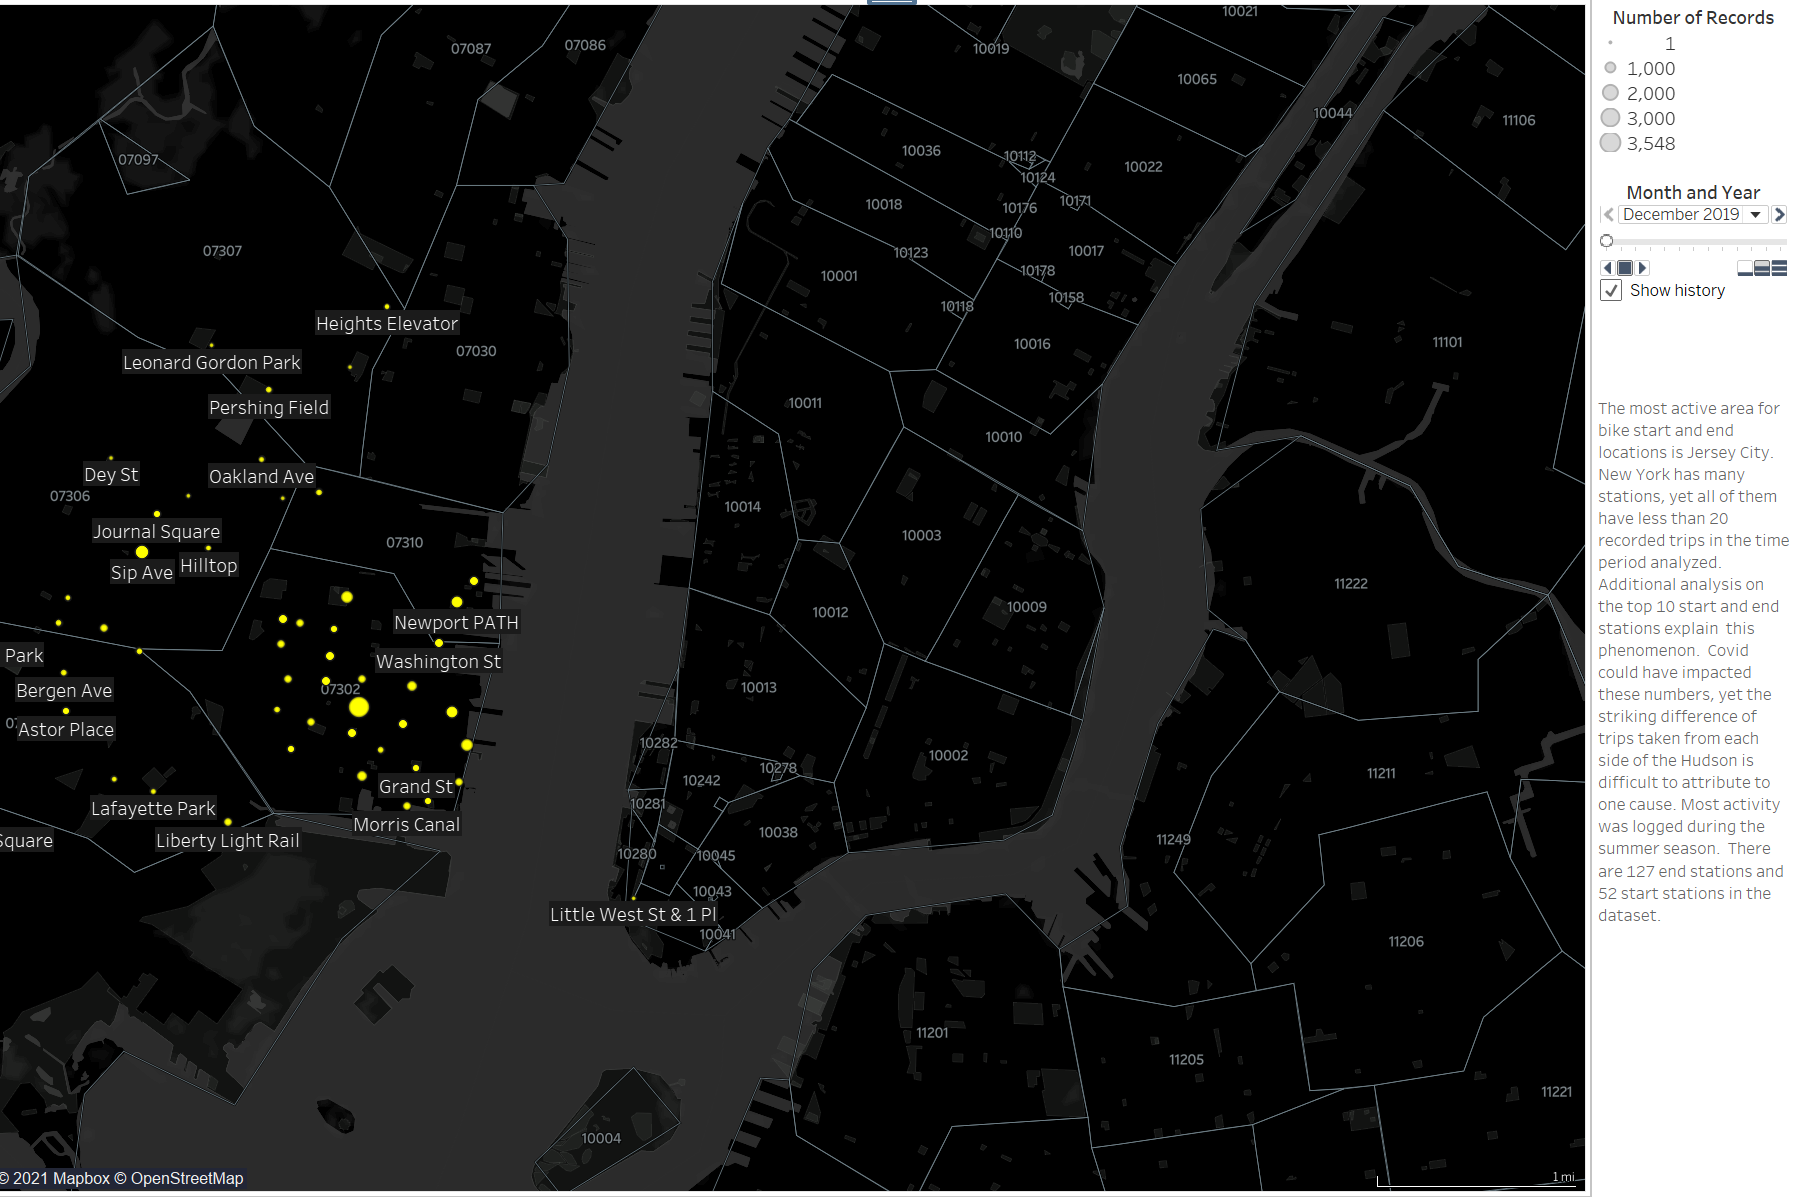 10021
07087
07086
10019
10065
10044
11106
07097
10036
10112
10022
10124
10018
10176
10171
10110
07307
10123
10017
10001
10178
10158
10118
Heights Elevator
07030
10016
11101
Leonard Gordon Park
Pershing Field
10011
10010
Dey St
Oakland Ave
07306
10014
Journal Square
10003
07310
Sip Ave
Hilltop
11222
10009
10012
Newport PATH
Park
Washington St
Bergen Ave
07302
10013
Astor Place
10282
10002
10278
10242
11211
Grand St
10281
Lafayette Park
Morris Canal
10038
Square
Liberty Light Rail
11249
10280
10045
10043
Little West St & 1 Pl
10041
11206
11201
11205
11221
10004
© 2021 Mapbox © OpenStreetMap
1 mi
Number of Records
1
1,000
2,000
3,000
3,548
Month and Year
December 2019
Show history
The most active area for
bike start and end
locations is Jersey City.
New York has many
stations, yet all of them
have less than 20
recorded trips in the time
period analyzed.
Additional analysis on
the top 10 start and end
stations explain  this
phenomenon.  Covid
could have impacted
these numbers, yet the
striking difference of
trips taken from each
side of the Hudson is
difficult to attribute to
one cause. Most activity
was logged during the
summer season.  There
are 127 end stations and
52 start stations in the
dataset.